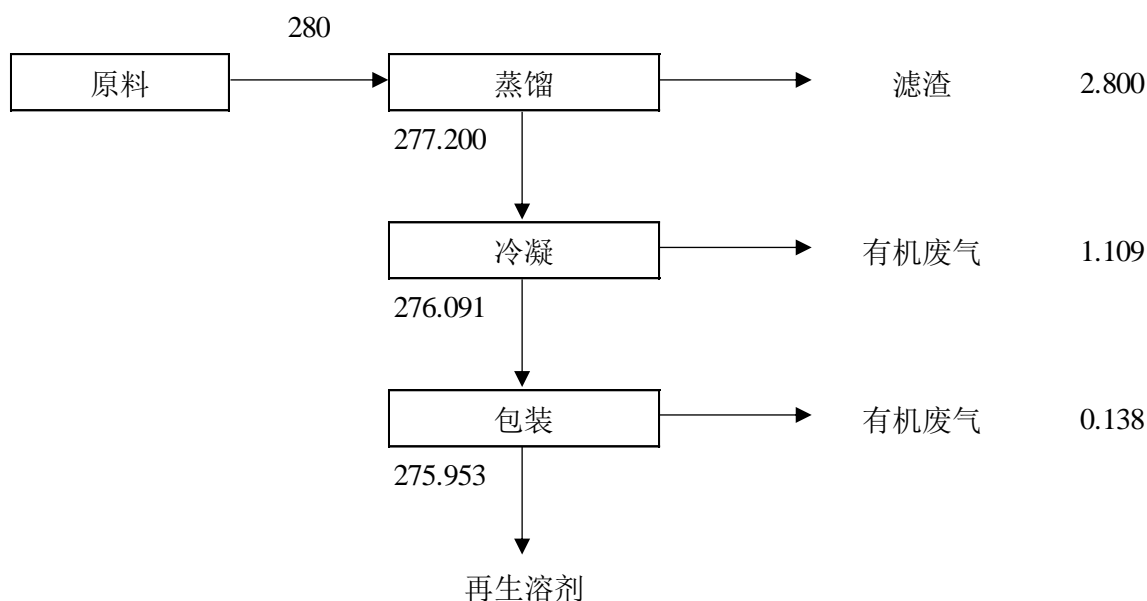 280
原料
蒸馏
滤渣
2.800
277.200
冷凝
有机废气
1.109
276.091
包装
有机废气
0.138
275.953
再生溶剂